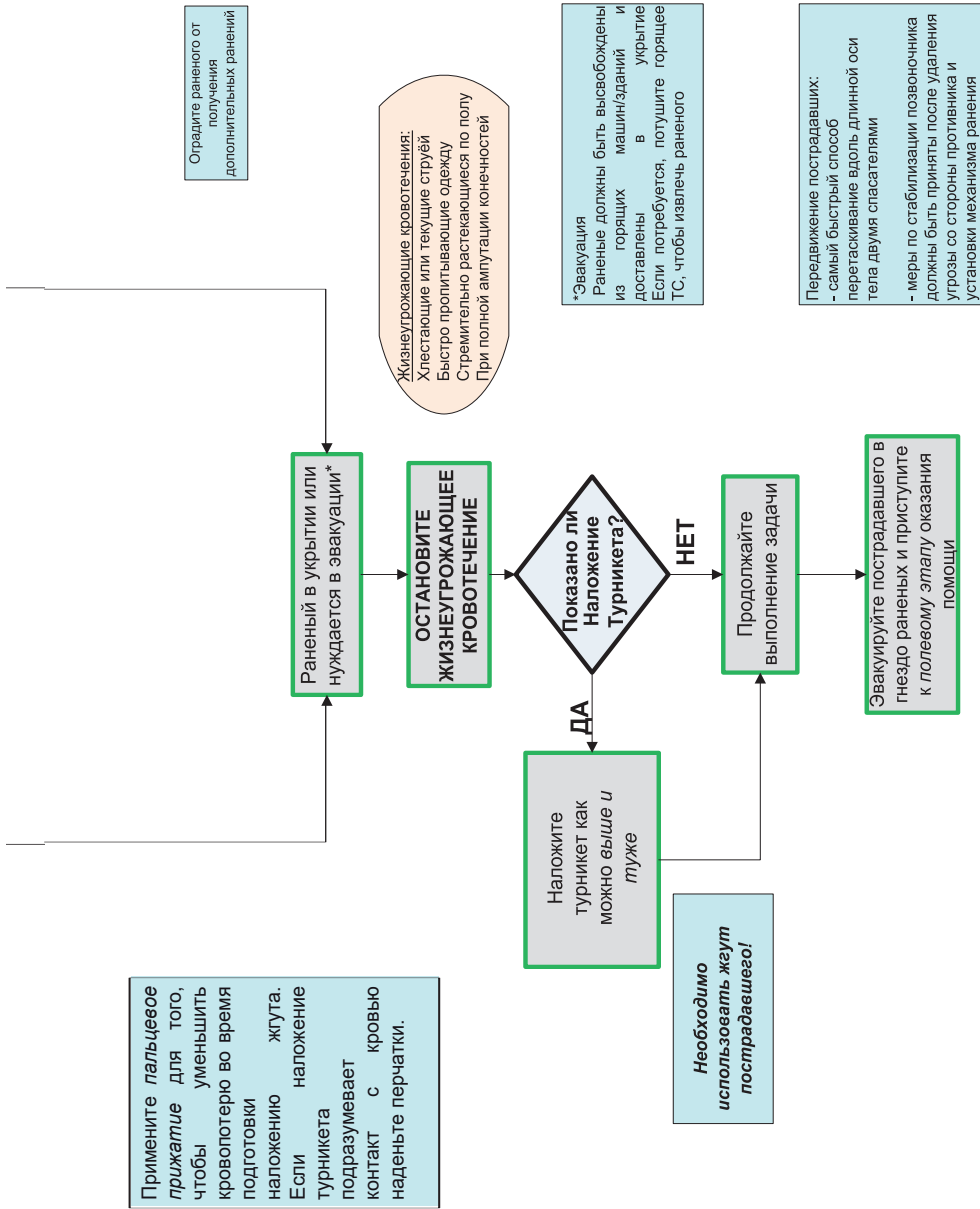 Оградите раненого от
получения
дополнительных ранений
Раненый в укрытии или
нуждается в эвакуации*
Жизнеугрожающие кровотечения:
Хлестающие или текущие струёй
Быстро пропитывающие одежду
Стремительно растекающиеся по полу
При полной ампутации конечностей
ОСТАНОВИТЕ
ЖИЗНЕУГРОЖАЮЩЕЕ
КРОВОТЕЧЕНИЕ
Примените пальцевое
прижатие для того,
чтобы уменьшить
кровопотерю во время
подготовки к
наложению жгута.
Если наложение
турникета
подразумевает
контакт с кровью
наденьте перчатки.
Показано ли
Наложение
Турникета?
ДА
НЕТ
*Эвакуация
Раненые должны быть высвобождены
из горящих машин/зданий и
доставлены в укрытие
Если потребуется, потушите горящее
ТС, чтобы извлечь раненого
Наложите
турникет как
можно выше и
туже
Необходимо
использовать жгут
пострадавшего!
Продолжайте
выполнение задачи
Передвижение пострадавших:
- самый быстрый способ
перетаскивание вдоль длинной оси
тела двумя спасателями
- меры по стабилизации позвоночника
должны быть приняты после удаления
угрозы со стороны противника и
установки механизма ранения
Эвакуируйте пострадавшего в
гнездо раненых и приступите
к полевому этапу оказания
помощи